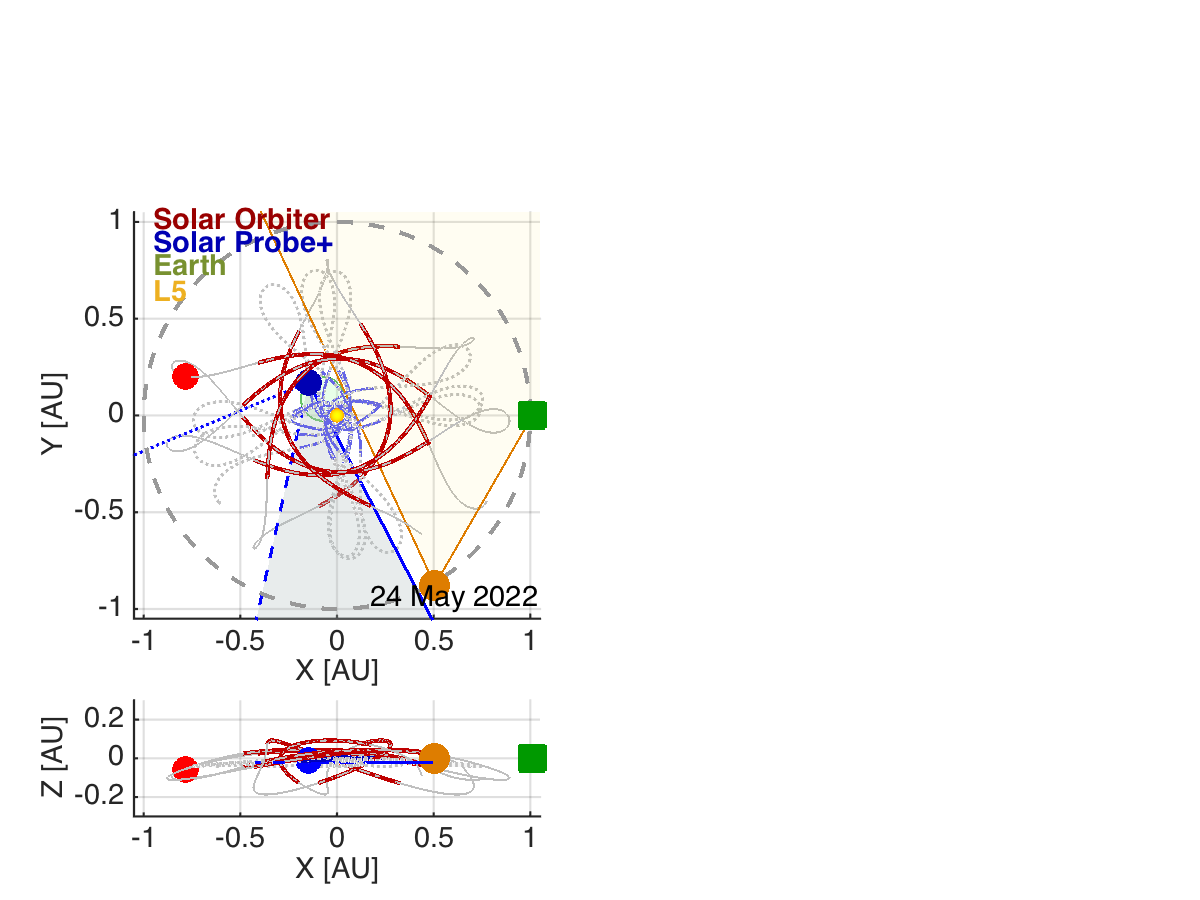 Solar Orbiter
Solar Probe+
Earth
L5
1
0.5
0
-0.5
-1
Y [AU]
24 May 2022
-1 -0.5 0 0.5 1
X [AU]
0.2
0
-0.2
Z [AU]
-1 -0.5 0 0.5 1
X [AU]